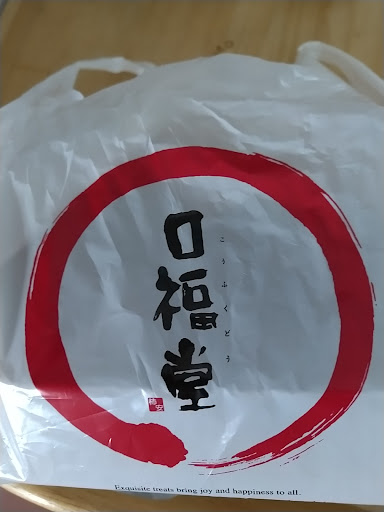 口福堂
こうふくどう
Exquisite treats bring joy and happiness to all.